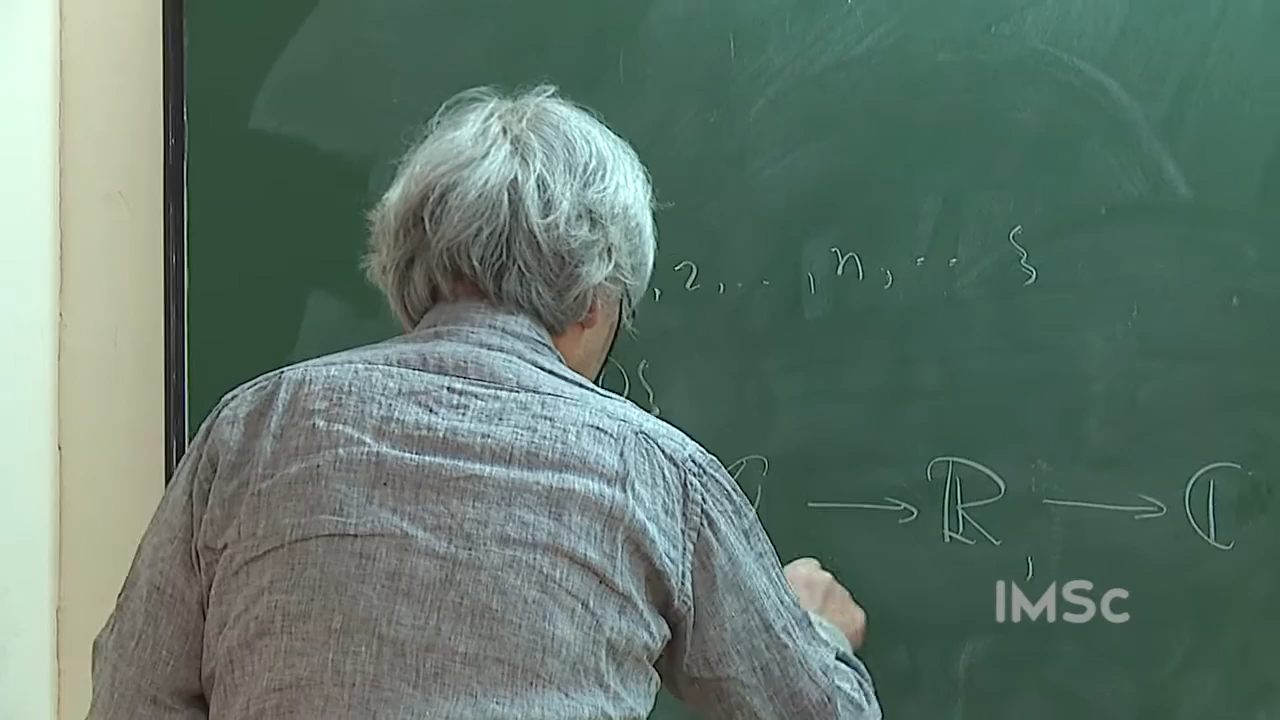 , 2, .. , n, .. }
) }
→ ℝ → ℂ
,
IMSc